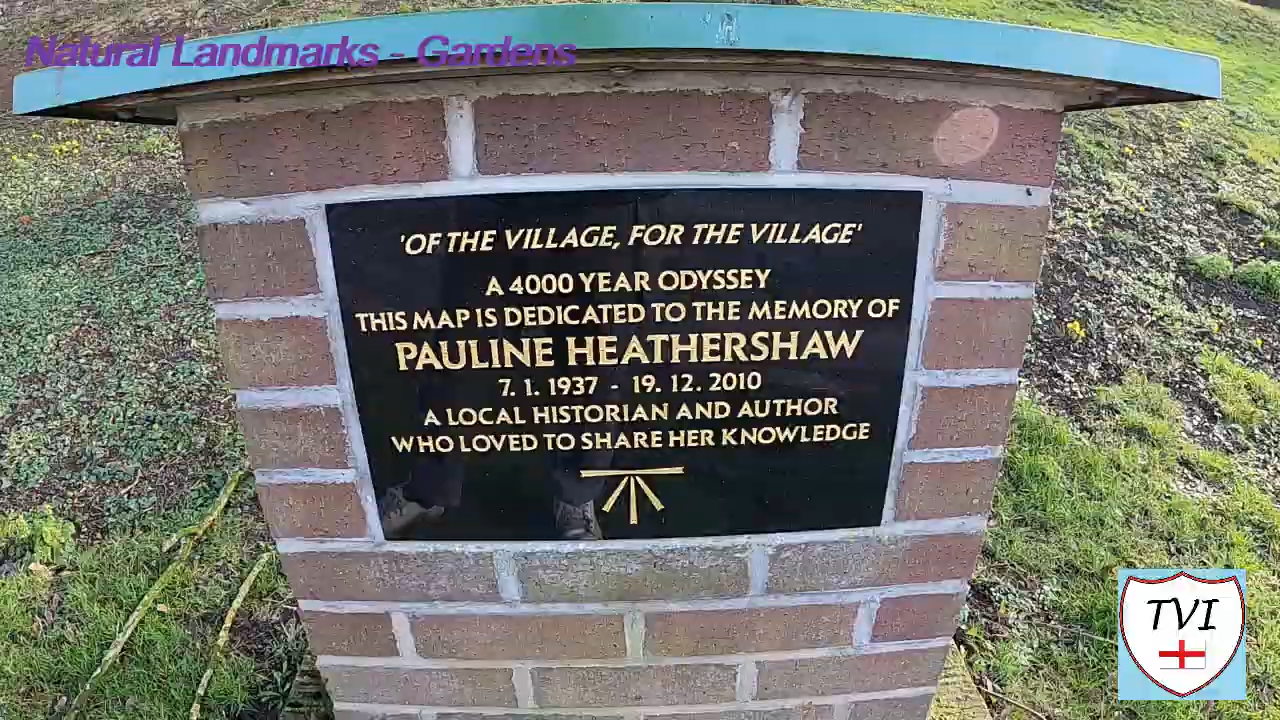 Natural Landmarks - Gardens
'OF THE VILLAGE, FOR THE VILLAGE'
A 4000 YEAR ODYSSEY
THIS MAP IS DEDICATED TO THE MEMORY OF
PAULINE HEATHERSHAW
7. 1. 1937 - 19. 12. 2010
A LOCAL HISTORIAN AND AUTHOR
WHO LOVED TO SHARE HER KNOWLEDGE
TVI